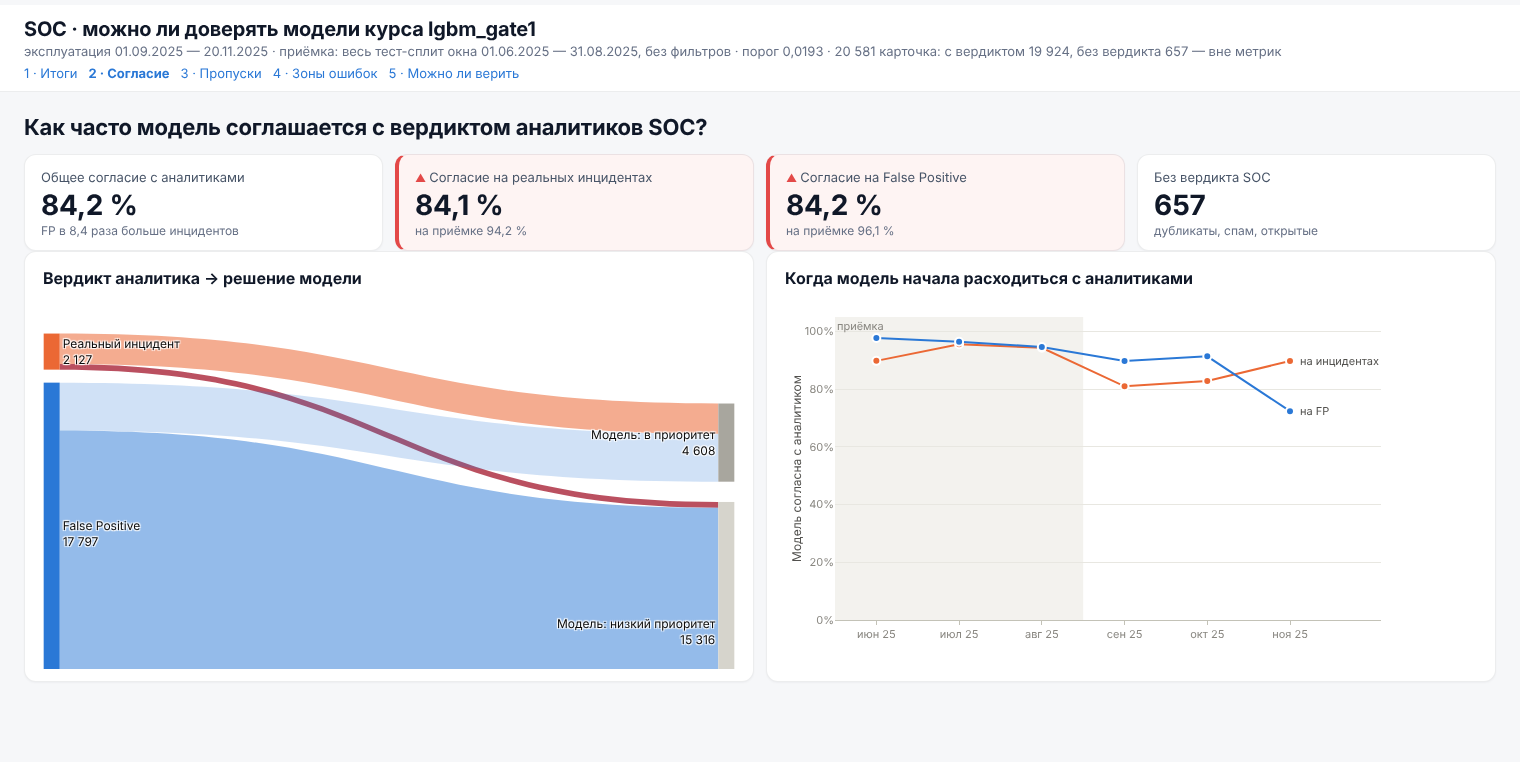 SOC · можно ли доверять модели курса lgbm_gate1
эксплуатация 01.09.2025 — 20.11.2025 · приёмка: весь тест-сплит окна 01.06.2025 — 31.08.2025, без фильтров · порог 0,0193 · 20 581 карточка: с вердиктом 19 924, без вердикта 657 — вне метрик
1 · Итоги 2 · Согласие 3 · Пропуски 4 · Зоны ошибок 5 · Можно ли верить
Как часто модель соглашается с вердиктом аналитиков SOC?
Общее согласие с аналитиками
84,2 %
FP в 8,4 раза больше инцидентов
▲ Согласие на реальных инцидентах
84,1 %
на приёмке 94,2 %
▲ Согласие на False Positive
84,2 %
на приёмке 96,1 %
Без вердикта SOC
657
дубликаты, спам, открытые
Вердикт аналитика → решение модели
Реальный инцидент
2 127
False Positive
17 797
Модель: в приоритет
4 608
Модель: низкий приоритет
15 316
Когда модель начала расходиться с аналитиками
Модель согласна с аналитиком
100%
80%
60%
40%
20%
0%
приёмка
на инцидентах
на FP
июн 25
июл 25
авг 25
сен 25
окт 25
ноя 25